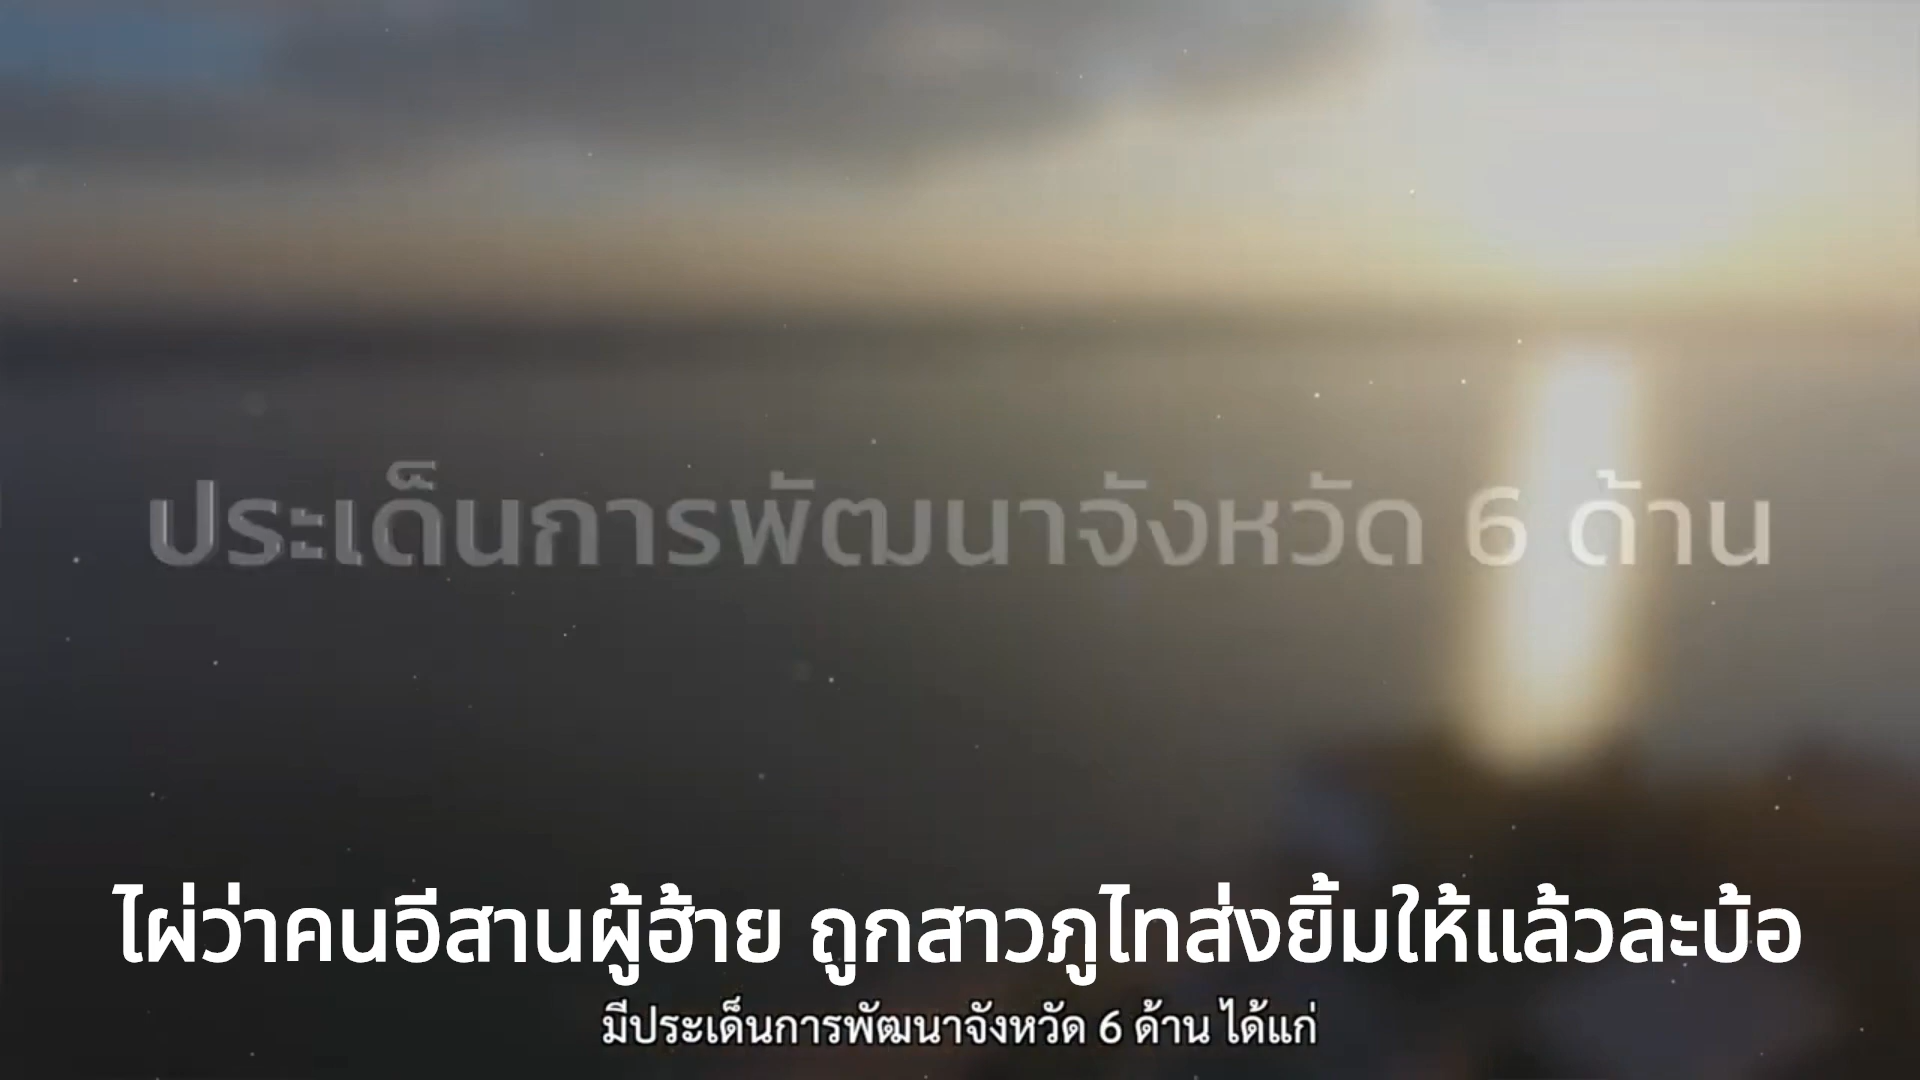 ประเด็นการพัฒนาจังหวัด 6 ด้าน
ไผ่ว่าคนอีสานผู้ฮ้าย ถูกสาวภูไทส่งยิ้มให้แล้วละบ้อ
มีประเด็นการพัฒนาจังหวัด 6 ด้าน ได้แก่